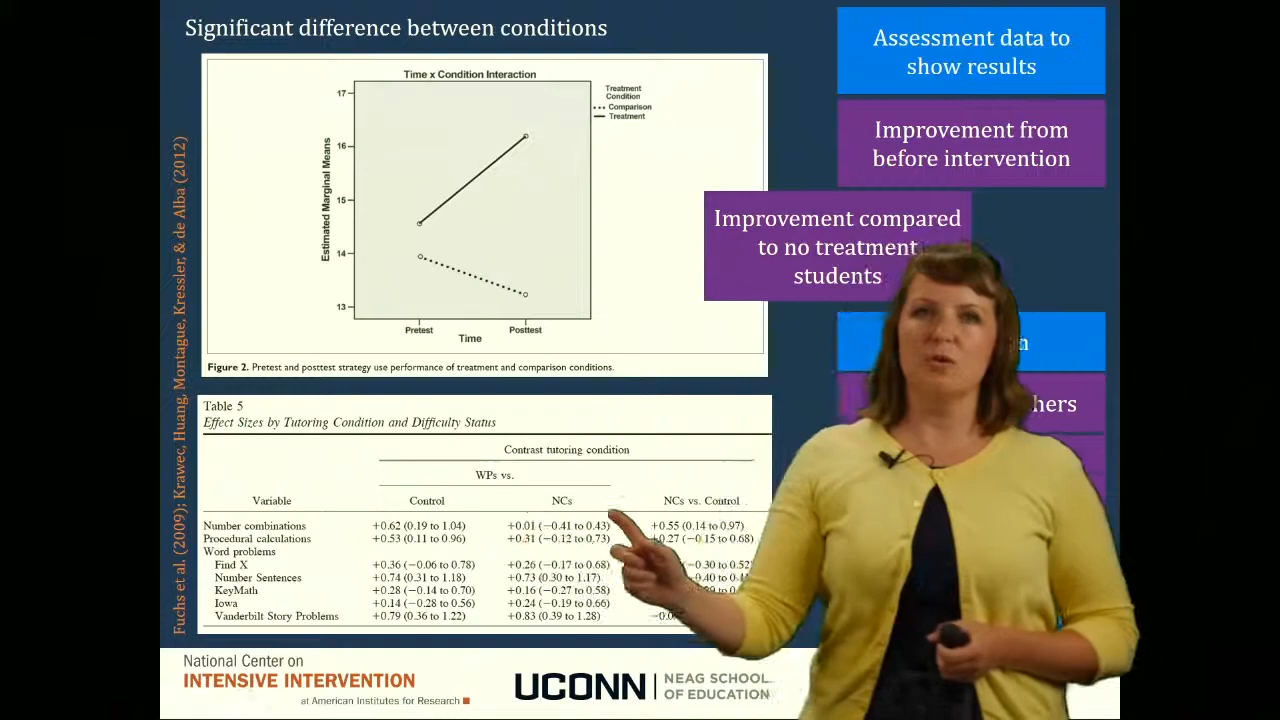 Significant difference between conditions
Fuchs et al. (2009); Krawec, Huang, Montague, Kressler, & de Alba (2012)
Time x Condition Interaction
Estimated Marginal Means
17
16
15
14
13
Pretest
Posttest
Time
Treatment
Condition
Comparison
Treatment
Figure 2. Pretest and posttest strategy use performance of treatment and comparison conditions.
Table 5
Effect Sizes by Tutoring Condition and Difficulty Status
Contrast tutoring condition
WPs vs.
Variable Control NCs NCs vs. Control
Number combinations +0.62 (0.19 to 1.04) +0.01 (−0.41 to 0.43) +0.55 (0.14 to 0.97)
Procedural calculations +0.53 (0.11 to 0.96) +0.31 (−0.12 to 0.73) +0.27 (−0.15 to 0.68)
Word problems
Find X +0.36 (−0.06 to 0.78) +0.26 (−0.17 to 0.68) −0.30 to 0.52
Number Sentences +0.74 (0.31 to 1.18) +0.73 (0.30 to 1.17)
KeyMath +0.28 (−0.14 to 0.70) +0.16 (−0.27 to 0.58)
Iowa +0.14 (−0.28 to 0.56) +0.24 (−0.19 to 0.66)
Vanderbilt Story Problems +0.79 (0.36 to 1.22) +0.83 (0.39 to 1.28)
Assessment data to
show results
Improvement from
before intervention
Improvement compared
to no treatment
students
National Center on
INTENSIVE INTERVENTION
at American Institutes for Research
UCONN
NEAG SCHOOL
OF EDUCATION